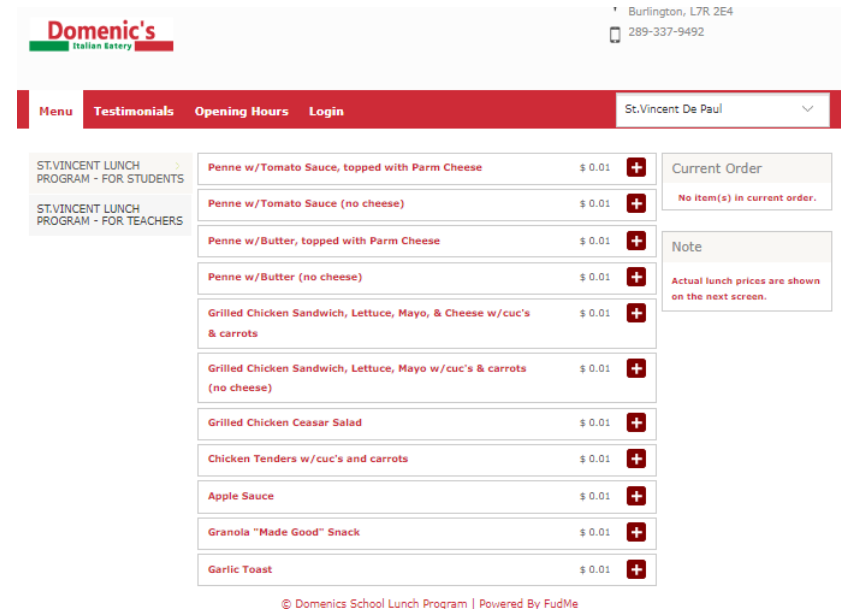 Domenic's
Italian Eatery
Burlington, L7R 2E4
289-337-9492
Menu Testimonials Opening Hours Login
St.Vincent De Paul
ST.VINCENT LUNCH
PROGRAM - FOR STUDENTS
ST.VINCENT LUNCH
PROGRAM - FOR TEACHERS
Penne w/Tomato Sauce, topped with Parm Cheese $ 0.01
Penne w/Tomato Sauce (no cheese) $ 0.01
Penne w/Butter, topped with Parm Cheese $ 0.01
Penne w/Butter (no cheese) $ 0.01
Grilled Chicken Sandwich, Lettuce, Mayo, & Cheese w/cuc's $ 0.01
& carrots
Grilled Chicken Sandwich, Lettuce, Mayo w/cuc's & carrots $ 0.01
(no cheese)
Grilled Chicken Ceasar Salad $ 0.01
Chicken Tenders w/cuc's and carrots $ 0.01
Apple Sauce $ 0.01
Granola "Made Good" Snack $ 0.01
Garlic Toast $ 0.01
Current Order
No item(s) in current order.
Note
Actual lunch prices are shown
on the next screen.
© Domenics School Lunch Program | Powered By FudMe